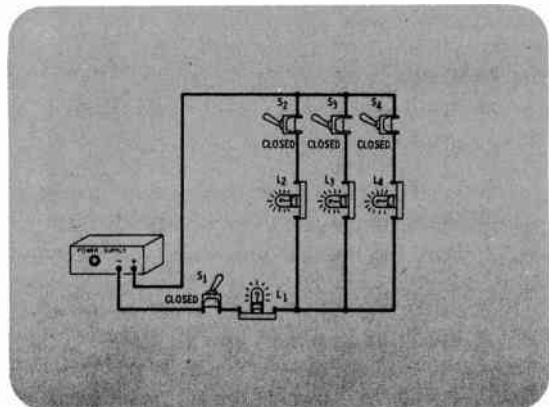 S2 S3 S4
CLOSED CLOSED CLOSED
L2 L3 L4
POWER SUPPLY
- +
S1
CLOSED
L1